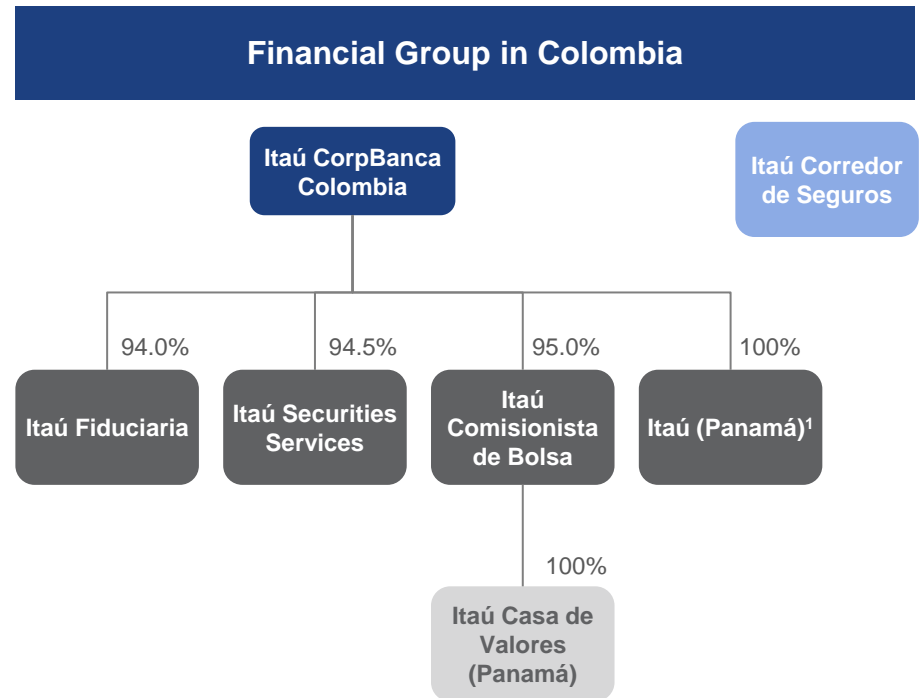 Financial Group in Colombia
Itaú CorpBanca
Colombia
Itaú Corredor
de Seguros
94.0%
94.5%
95.0%
100%
Itaú Fiduciaria
Itaú Securities
Services
Itaú
Comisionista
de Bolsa
Itaú (Panamá)¹
100%
Itaú Casa de
Valores
(Panamá)